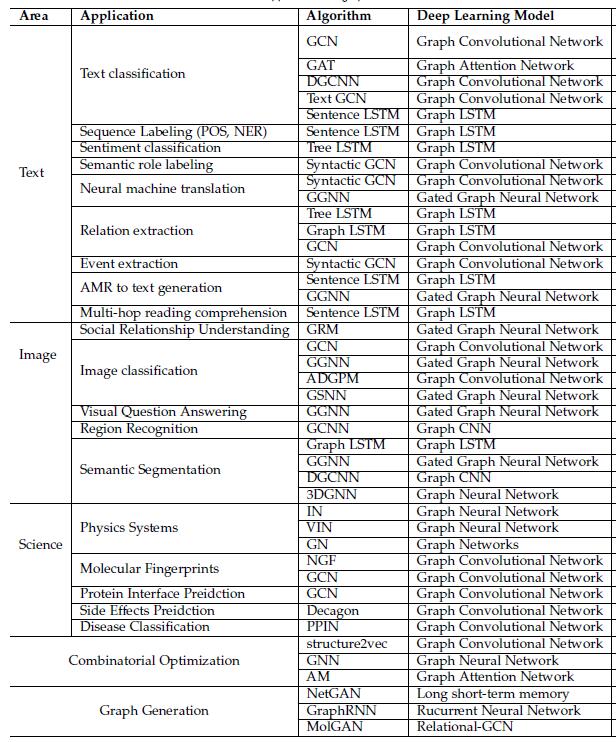 Area Application Algorithm Deep Learning Model
Text Text classification GCN Graph Convolutional Network
GAT Graph Attention Network
DGCNN Graph Convolutional Network
Text GCN Graph Convolutional Network
Sentence LSTM Graph LSTM
Sequence Labeling (POS, NER) Sentence LSTM Graph LSTM
Sentiment classification Tree LSTM Graph LSTM
Semantic role labeling Syntactic GCN Graph Convolutional Network
Neural machine translation Syntactic GCN Graph Convolutional Network
GGNN Gated Graph Neural Network
Relation extraction Tree LSTM Graph LSTM
Graph LSTM Graph LSTM
GCN Graph Convolutional Network
Event extraction Syntactic GCN Graph Convolutional Network
AMR to text generation Sentence LSTM Graph LSTM
GGNN Gated Graph Neural Network
Multi-hop reading comprehension Sentence LSTM Graph LSTM
Image Social Relationship Understanding GRM Gated Graph Neural Network
Image classification GCN Graph Convolutional Network
GGNN Gated Graph Neural Network
ADGPM Graph Convolutional Network
GSNN Gated Graph Neural Network
Visual Question Answering GGNN Gated Graph Neural Network
Region Recognition GCNN Graph CNN
Semantic Segmentation Graph LSTM Graph LSTM
GGNN Gated Graph Neural Network
DGCNN Graph CNN
3DGNN Graph Neural Network
Science Physics Systems IN Graph Neural Network
VIN Graph Neural Network
GN Graph Networks
Molecular Fingerprints NGF Graph Convolutional Network
GCN Graph Convolutional Network
Protein Interface Preidction GCN Graph Convolutional Network
Side Effects Preidction Decagon Graph Convolutional Network
Disease Classification PPIN Graph Convolutional Network
Combinatorial Optimization structure2vec Graph Convolutional Network
GNN Graph Neural Network
AM Graph Attention Network
Graph Generation NetGAN Long short-term memory
GraphRNN Rucurrent Neural Network
MolGAN Relational-GCN